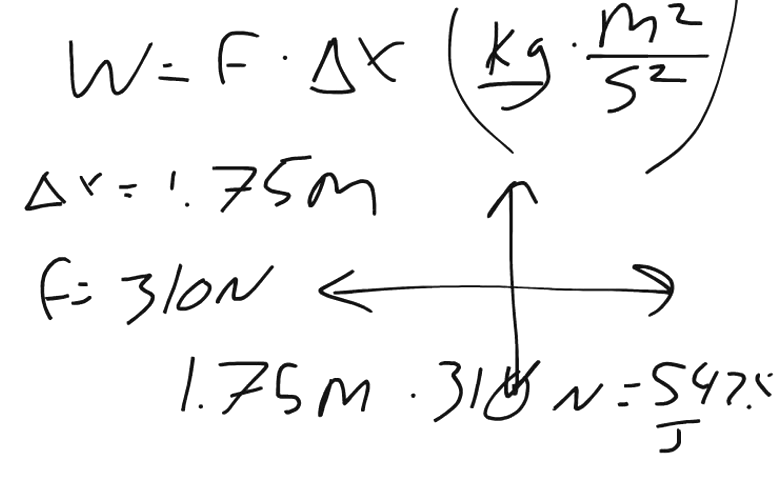 W = F · Δx (kg · m²/s²)
Δx = 1.75m
F = 310N
1.75m · 310 N = 542.5
J